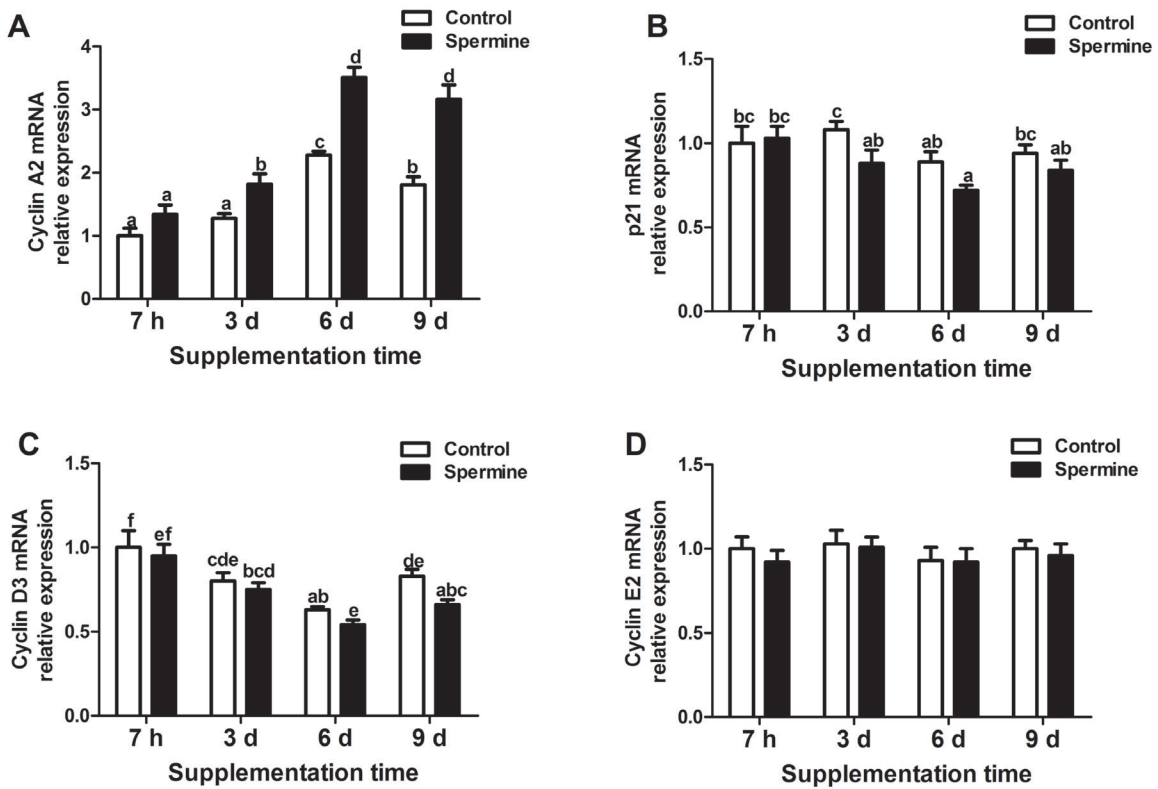 A
Control
Spermine
Cyclin A2 mRNA
relative expression
4
3
2
1
0
a
a
a
b
c
d
b
d
7 h
3 d
6 d
9 d
Supplementation time
B
Control
Spermine
p21 mRNA
relative expression
1.5
1.0
0.5
0.0
bc
bc
c
ab
ab
a
bc
ab
7 h
3 d
6 d
9 d
Supplementation time
C
Control
Spermine
Cyclin D3 mRNA
relative expression
1.5
1.0
0.5
0.0
f
ef
cde
bcd
ab
e
de
abc
7 h
3 d
6 d
9 d
Supplementation time
D
Control
Spermine
Cyclin E2 mRNA
relative expression
1.5
1.0
0.5
0.0
7 h
3 d
6 d
9 d
Supplementation time